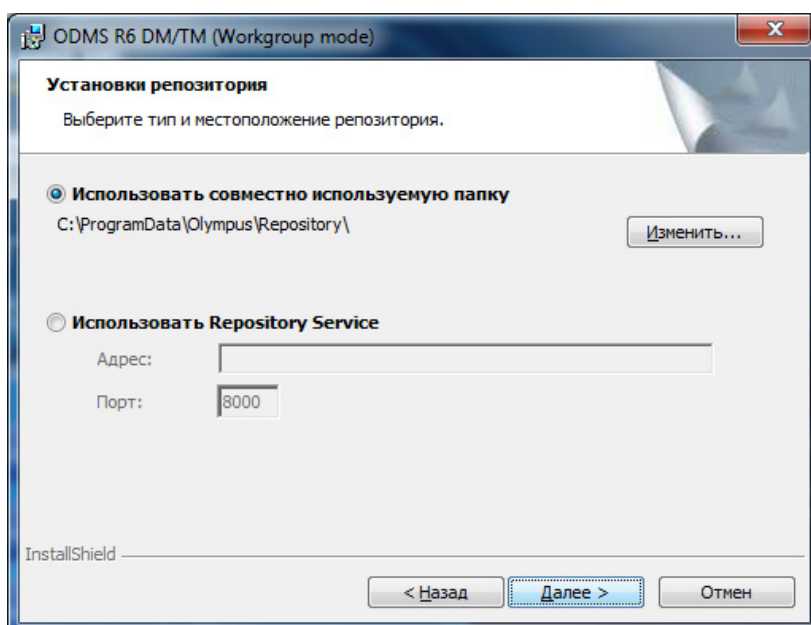 ODMS R6 DM/TM (Workgroup mode)
Установки репозитория
Выберите тип и местоположение репозитория.
Использовать совместно используемую папку
C:\ProgramData\Olympus\Repository\
Изменить...
Использовать Repository Service
Адрес:
Порт:
8000
InstallShield
< Назад
Далее >
Отмен